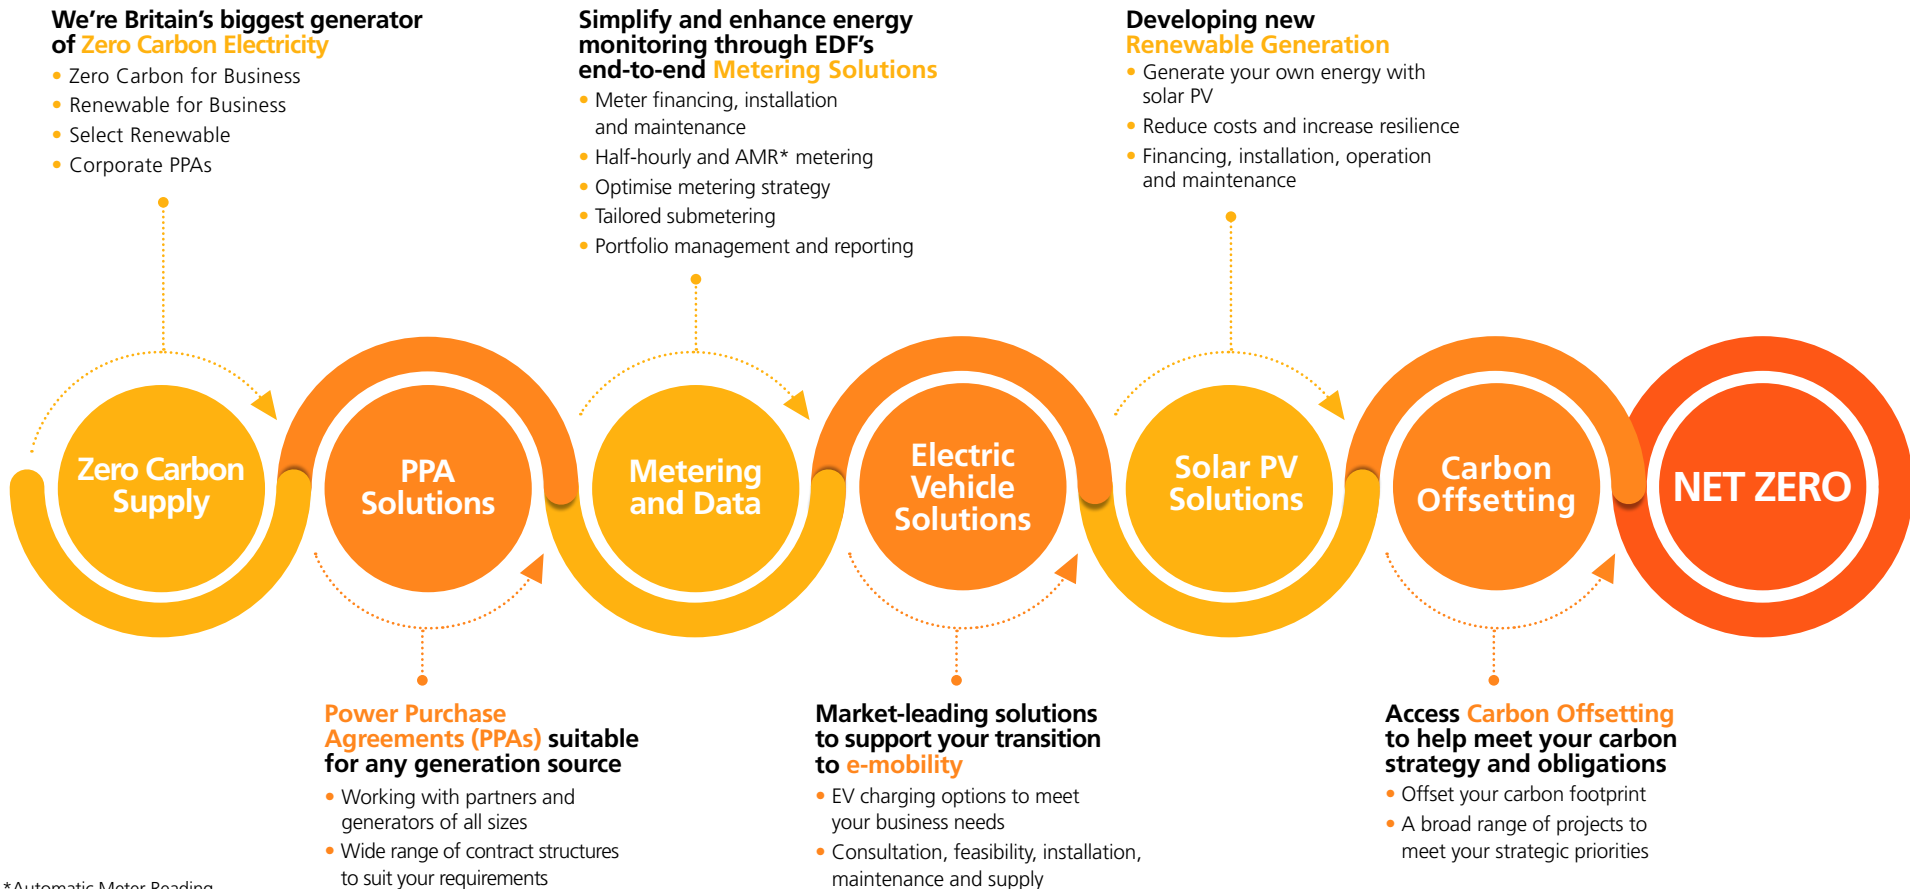 We're Britain's biggest generator
of Zero Carbon Electricity
• Zero Carbon for Business
• Renewable for Business
• Select Renewable
• Corporate PPAs
Simplify and enhance energy
monitoring through EDF's
end-to-end Metering Solutions
• Meter financing, installation
and maintenance
• Half-hourly and AMR* metering
• Optimise metering strategy
• Tailored submetering
• Portfolio management and reporting
Developing new
Renewable Generation
• Generate your own energy with
solar PV
• Reduce costs and increase resilience
• Financing, installation, operation
and maintenance
Zero Carbon
Supply
PPA
Solutions
Metering
and Data
Electric
Vehicle
Solutions
Solar PV
Solutions
Carbon
Offsetting
NET ZERO
Power Purchase
Agreements (PPAs) suitable
for any generation source
• Working with partners and
generators of all sizes
• Wide range of contract structures
to suit your requirements
Market-leading solutions
to support your transition
to e-mobility
• EV charging options to meet
your business needs
• Consultation, feasibility, installation,
maintenance and supply
Access Carbon Offsetting
to help meet your carbon
strategy and obligations
• Offset your carbon footprint
• A broad range of projects to
meet your strategic priorities
*Automatic Meter Reading